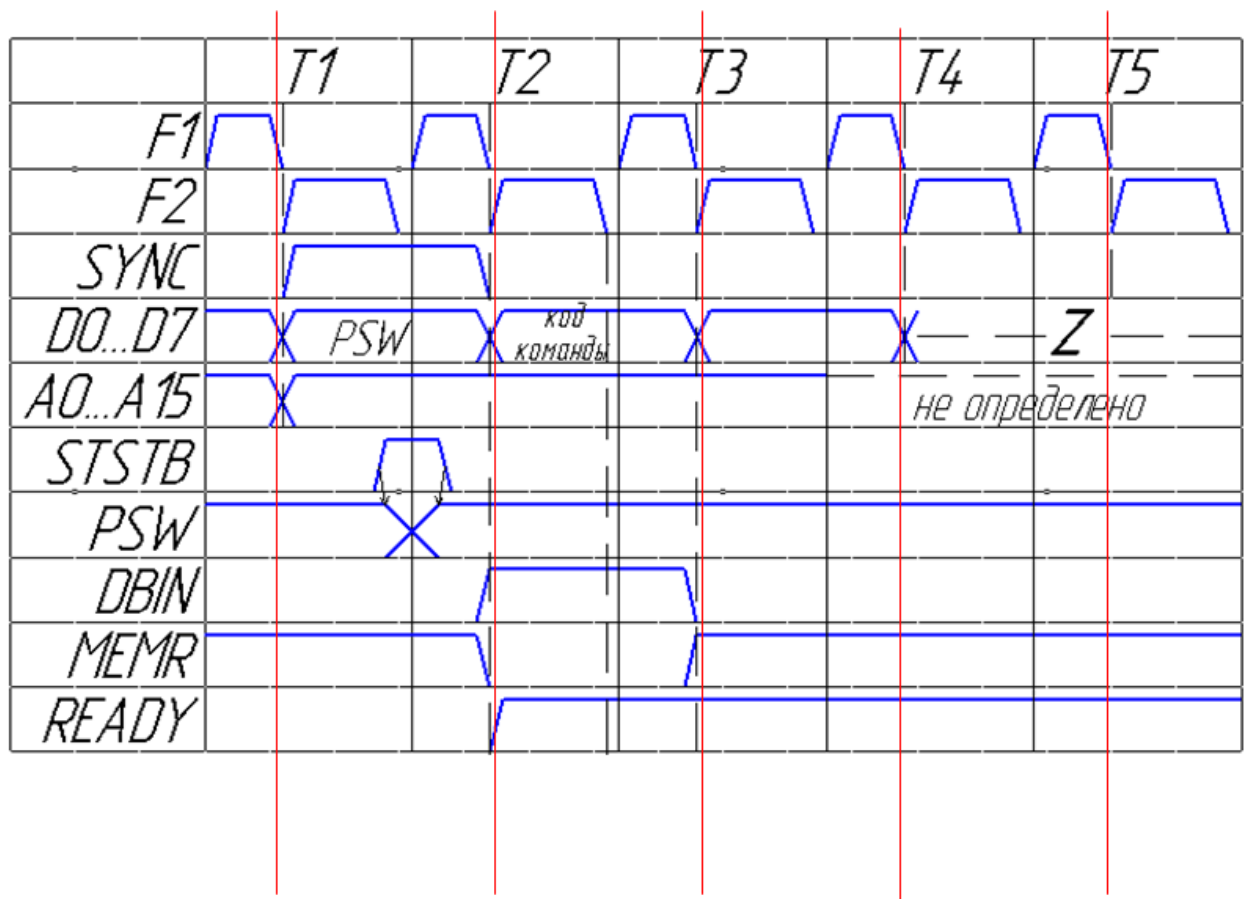 T1 T2 T3 T4 T5
F1
F2
SYNC
D0...D7 PSW код команды Z
A0...A15 не определено
STSTB
PSW
DBIN
MEMR
READY